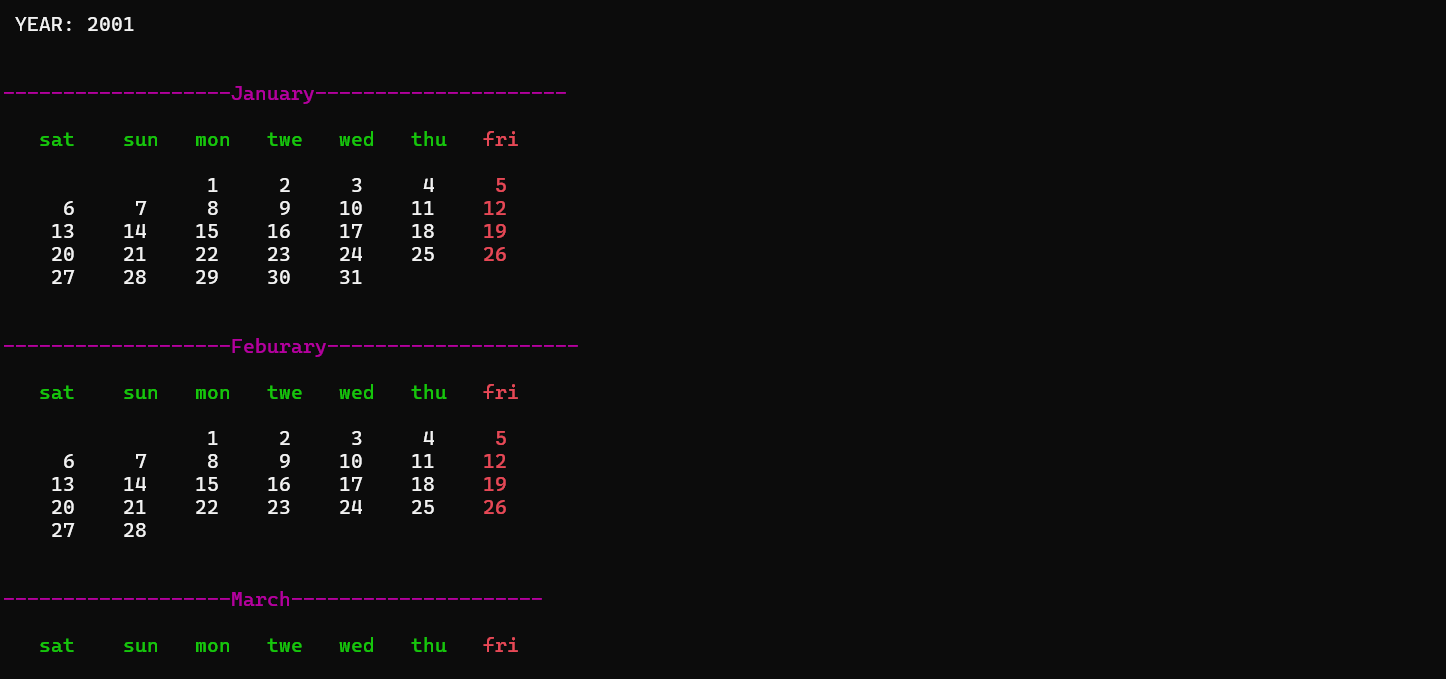 YEAR: 2001
-------------------January---------------------
sat sun mon twe wed thu fri
1 2 3 4 5
6 7 8 9 10 11 12
13 14 15 16 17 18 19
20 21 22 23 24 25 26
27 28 29 30 31
-------------------Feburary---------------------
sat sun mon twe wed thu fri
1 2 3 4 5
6 7 8 9 10 11 12
13 14 15 16 17 18 19
20 21 22 23 24 25 26
27 28
-------------------March---------------------
sat sun mon twe wed thu fri